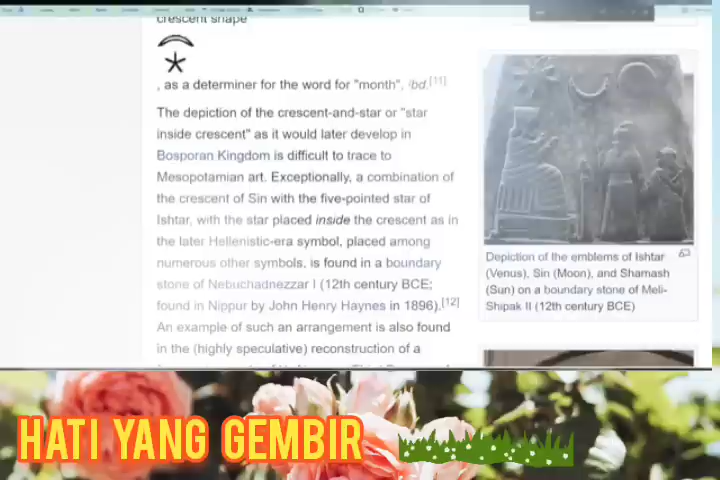 crescent shape
, as a determiner for the word for "month", ꜣbd.[11]
The depiction of the crescent-and-star or "star
inside crescent" as it would later develop in
Bosporan Kingdom is difficult to trace to
Mesopotamian art. Exceptionally, a combination of
the crescent of Sin with the five-pointed star of
Ishtar, with the star placed inside the crescent as in
the later Hellenistic-era symbol, placed among
numerous other symbols, is found in a boundary
stone of Nebuchadnezzar I (12th century BCE;
found in Nippur by John Henry Haynes in 1896).[12]
An example of such an arrangement is also found
in the (highly speculative) reconstruction of a
Depiction of the emblems of Ishtar
(Venus), Sin (Moon), and Shamash
(Sun) on a boundary stone of Meli-
Shipak II (12th century BCE)
HATI YANG GEMBIR